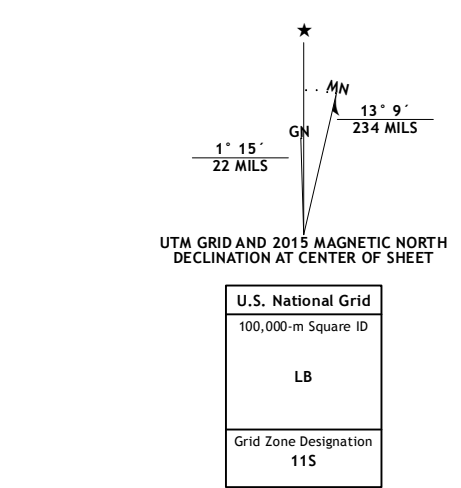 ★
MN
13° 9´
234 MILS
GN
1° 15´
22 MILS
UTM GRID AND 2015 MAGNETIC NORTH
DECLINATION AT CENTER OF SHEET
U.S. National Grid
100,000-m Square ID
LB
Grid Zone Designation
11S